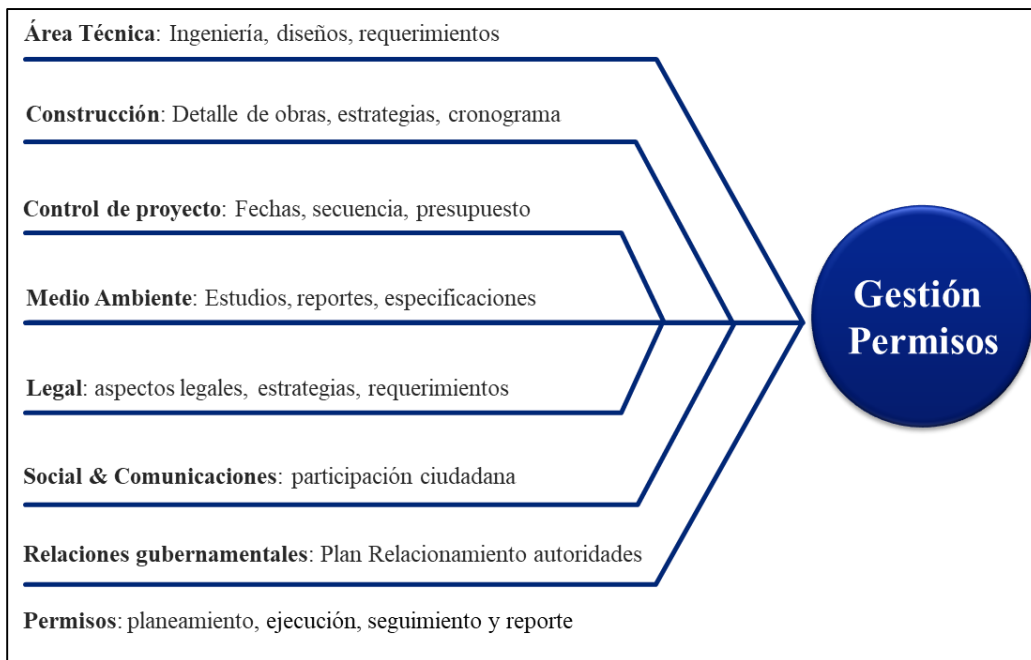 Área Técnica: Ingeniería, diseños, requerimientos
Construcción: Detalle de obras, estrategias, cronograma
Control de proyecto: Fechas, secuencia, presupuesto
Medio Ambiente: Estudios, reportes, especificaciones
Legal: aspectos legales, estrategias, requerimientos
Social & Comunicaciones: participación ciudadana
Relaciones gubernamentales: Plan Relacionamiento autoridades
Permisos: planeamiento, ejecución, seguimiento y reporte
Gestión
Permisos